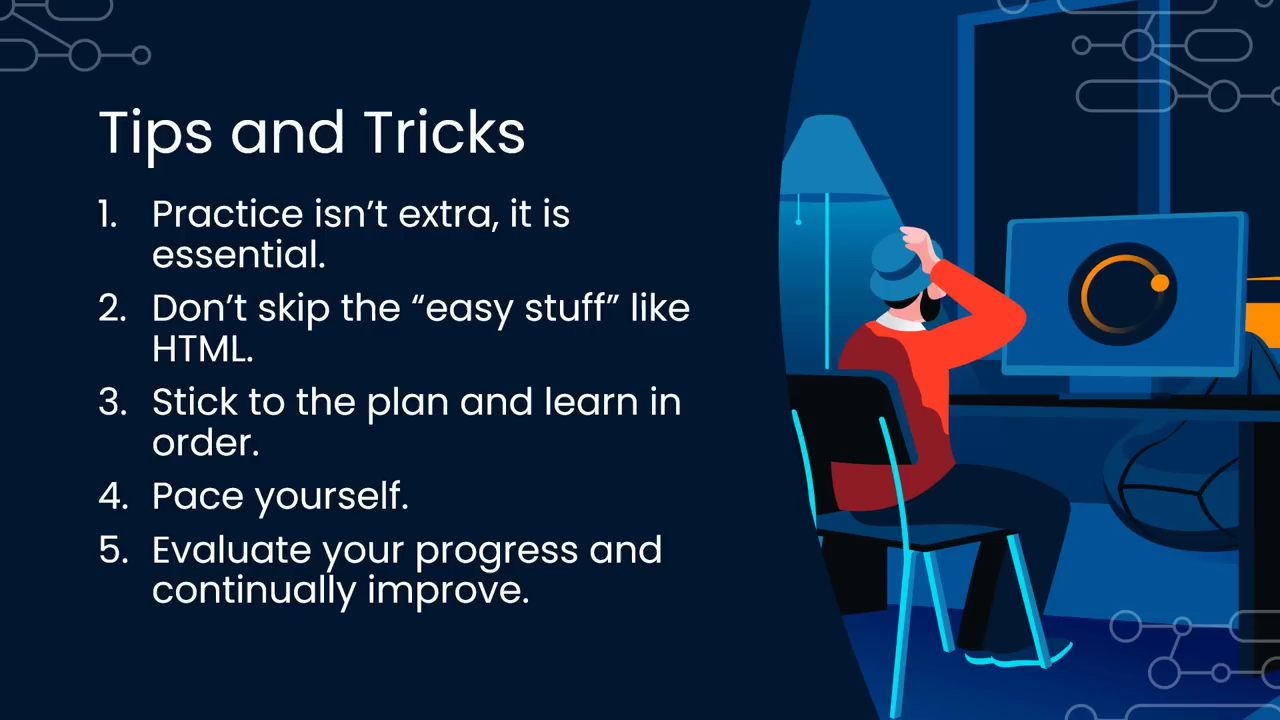 Tips and Tricks
1. Practice isn’t extra, it is
essential.
2. Don’t skip the “easy stuff” like
HTML.
3. Stick to the plan and learn in
order.
4. Pace yourself.
5. Evaluate your progress and
continually improve.